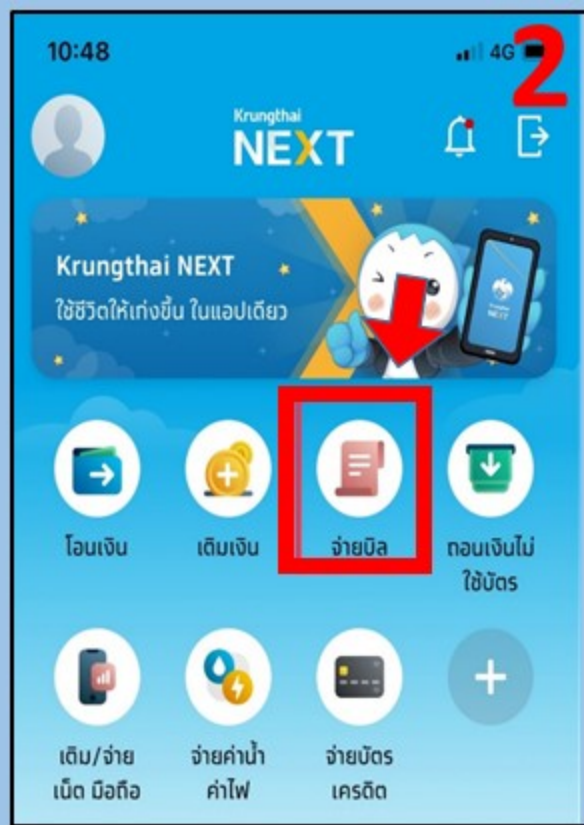 10:48
4G
2
Krungthai
NEXT
Krungthai NEXT
ใช้ชีวิตให้เก่งขึ้น ในแอปเดียว
Krungthai
NEXT
โอนเงิน
เติมเงิน
จ่ายบิล
ถอนเงินไม่
ใช้บัตร
เติม/จ่าย
เน็ต มือถือ
จ่ายค่าน้ำ
ค่าไฟ
จ่ายบัตร
เครดิต